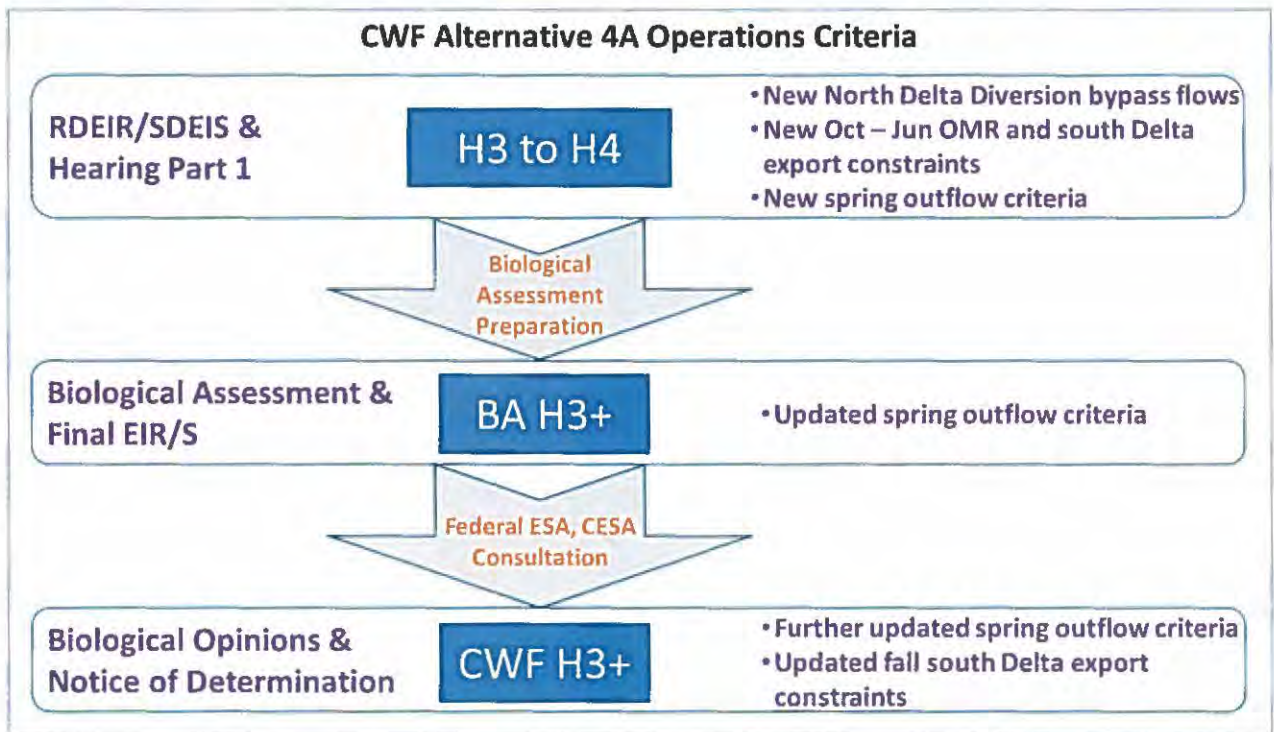 CWF Alternative 4A Operations Criteria
RDEIR/SDEIS &
Hearing Part 1
H3 to H4
•New North Delta Diversion bypass flows
•New Oct – Jun OMR and south Delta
export constraints
•New spring outflow criteria
Biological
Assessment
Preparation
Biological Assessment &
Final EIR/S
BA H3+
•Updated spring outflow criteria
Federal ESA, CESA
Consultation
Biological Opinions &
Notice of Determination
CWF H3+
•Further updated spring outflow criteria
•Updated fall south Delta export
constraints